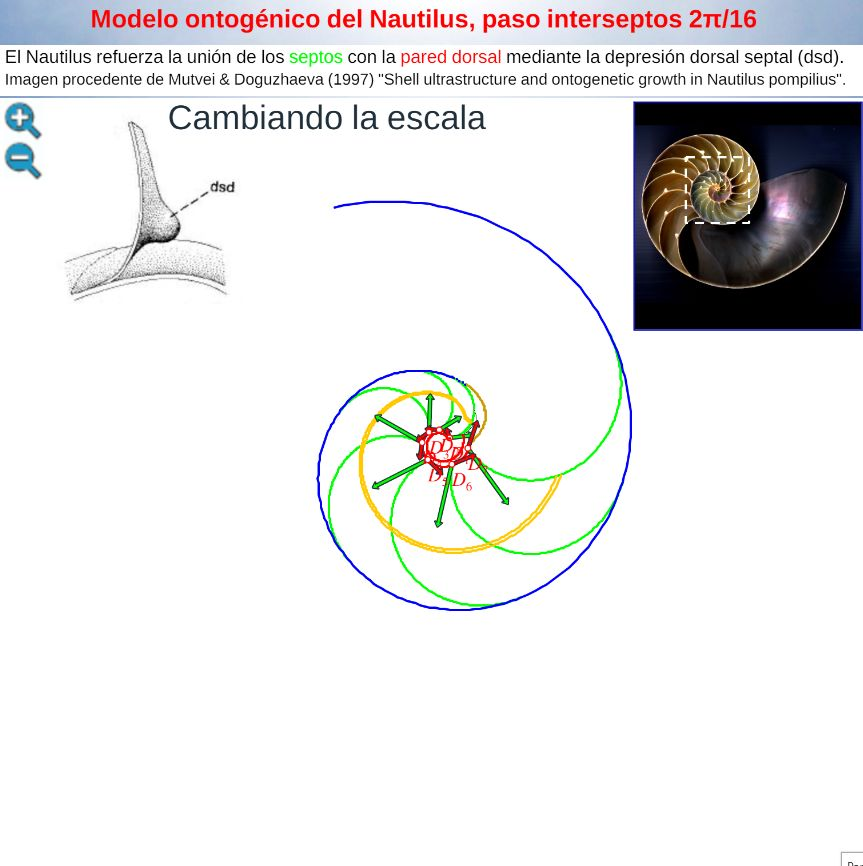 Modelo ontogénico del Nautilus, paso interseptos 2π/16
El Nautilus refuerza la unión de los septos con la pared dorsal mediante la depresión dorsal septal (dsd).
Imagen procedente de Mutvei & Doguzhaeva (1997) "Shell ultrastructure and ontogenetic growth in Nautilus pompilius".
Cambiando la escala
dsd
D₆